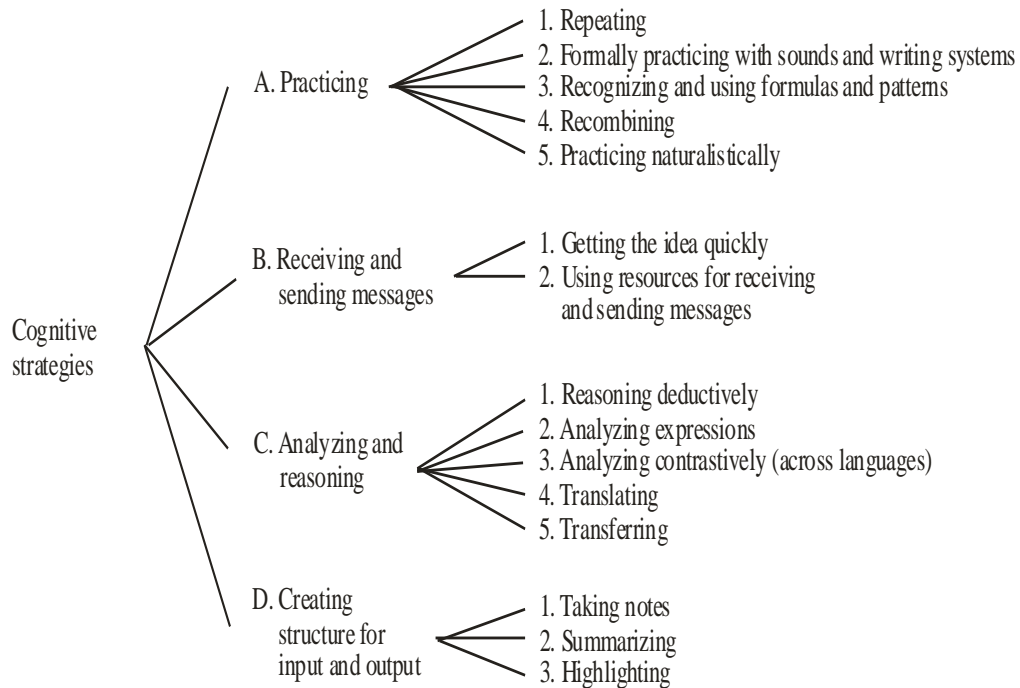 Cognitive
strategies
A. Practicing
1. Repeating
2. Formally practicing with sounds and writing systems
3. Recognizing and using formulas and patterns
4. Recombining
5. Practicing naturalistically
B. Receiving and
sending messages
1. Getting the idea quickly
2. Using resources for receiving
and sending messages
C. Analyzing and
reasoning
1. Reasoning deductively
2. Analyzing expressions
3. Analyzing contrastively (across languages)
4. Translating
5. Transferring
D. Creating
structure for
input and output
1. Taking notes
2. Summarizing
3. Highlighting